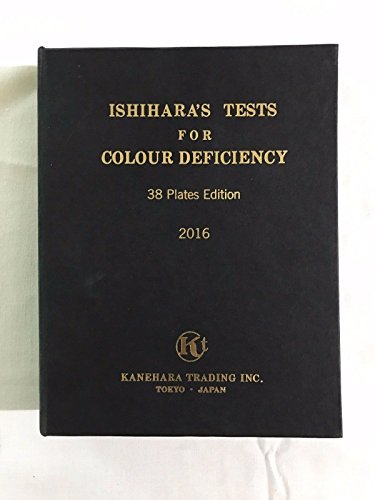 ISHIHARA'S TESTS
FOR
COLOUR DEFICIENCY
38 Plates Edition
2016
Kt
KANEHARA TRADING INC.
TOKYO - JAPAN